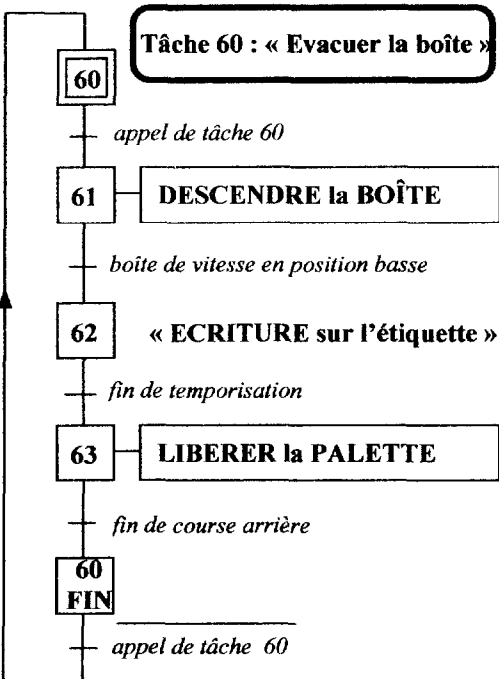 Tâche 60 : « Evacuer la boîte »
60
appel de tâche 60
61 DESCENDRE la BOÎTE
boîte de vitesse en position basse
62 « ECRITURE sur l'étiquette »
fin de temporisation
63 LIBERER la PALETTE
fin de course arrière
60
FIN
appel de tâche 60